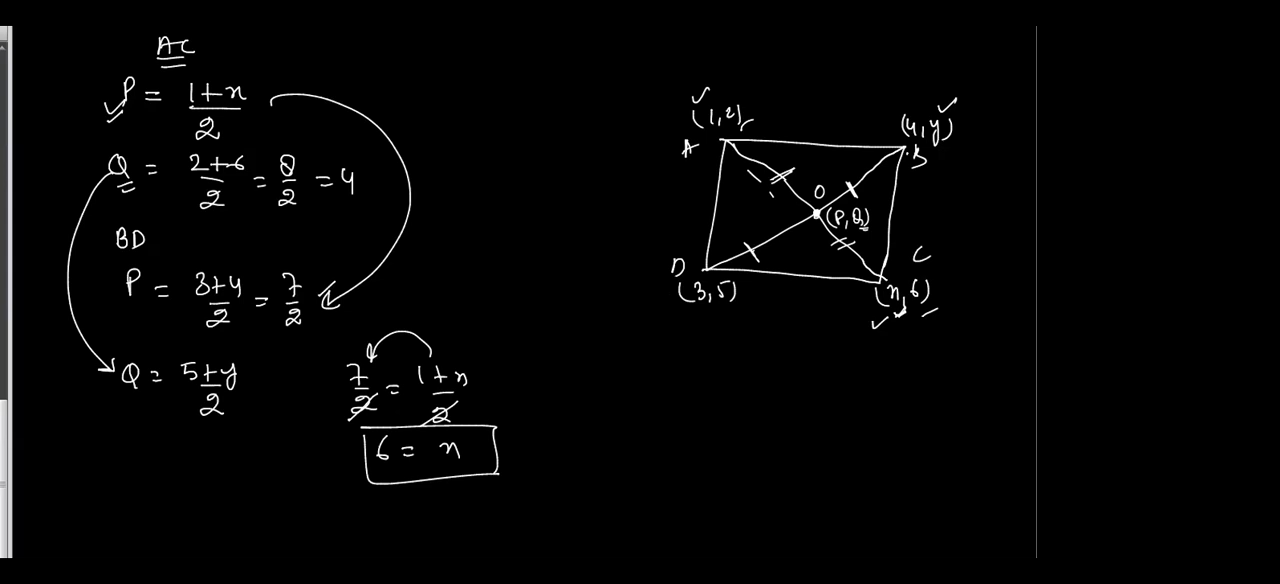 AC
P = 1+n/2
Q = 2+6/2 = 8/2 = 4
BD
P = 3+4/2 = 7/2
Q = 5+y/2
7/2 = 1+n/2
6 = n
(1,2)
(4,y)
A
B
O
(P,Q)
D
C
(3,5)
(n,6)